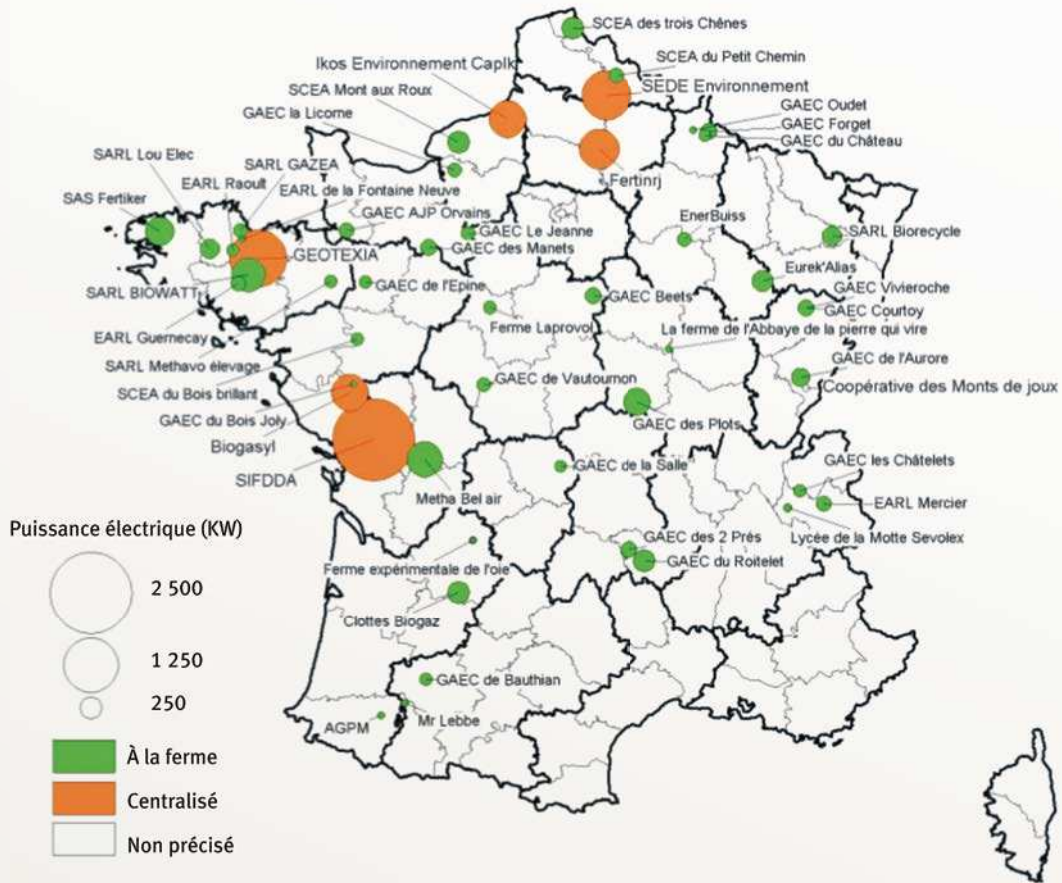 SCEA des trois Chênes
SCEA du Petit Chemin
Ikos Environnement Caplk
SEDE Environnement
SCEA Mont aux Roux
GAEC Oudet
GAEC la Licorne
GAEC Forget
GAEC du Château
SARL Lou Elec
SARL GAZEA
Fertinrj
EARL Raoult
EARL de la Fontaine Neuve
SAS Fertiker
GAEC AJP Orvains
EnerBuiss
GAEC Le Jeanne
SARL Biorecycle
GAEC des Manets
GEOTEXIA
Eurek'Alias
GAEC de l'Epine
GAEC Vivieroche
SARL BIOWATT
GAEC Beets
GAEC Courtoy
Ferme Laprovol
La ferme de l'Abbaye de la pierre qui vire
EARL Guernecay
GAEC de l'Aurore
SARL Methavo élevage
GAEC de Vautournon
Coopérative des Monts de joux
SCEA du Bois brillant
GAEC du Bois Joly
GAEC des Plots
Biogasyl
GAEC de la Salle
GAEC les Châtelets
SIFDDA
Metha Bel air
EARL Mercier
Puissance électrique (KW)
GAEC des 2 Prés
Lycée de la Motte Sevolex
Ferme expérimentale de l'oie
GAEC du Roitelet
2 500
Clottes Biogaz
1 250
GAEC de Bauthian
250
AGPM
Mr Lebbe
À la ferme
Centralisé
Non précisé